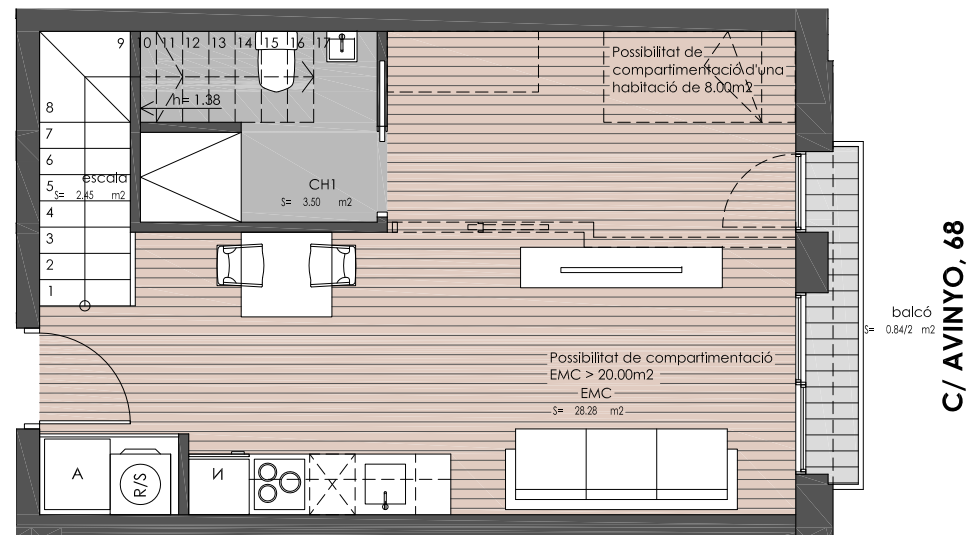 9 10 11 12 13 14 15 16 17
8
7
6
5
4
3
2
1
h= 1.38
escala
S= 2.45 m2
CH1
S= 3.50 m2
Possibilitat de
compartimentació d'una
habitació de 8.00m2
balcó
S= 0.84/2 m2
C/ AVINYO, 68
Possibilitat de compartimentació
EMC > 20.00m2
EMC
S= 28.28 m2
A
R/S
N
X